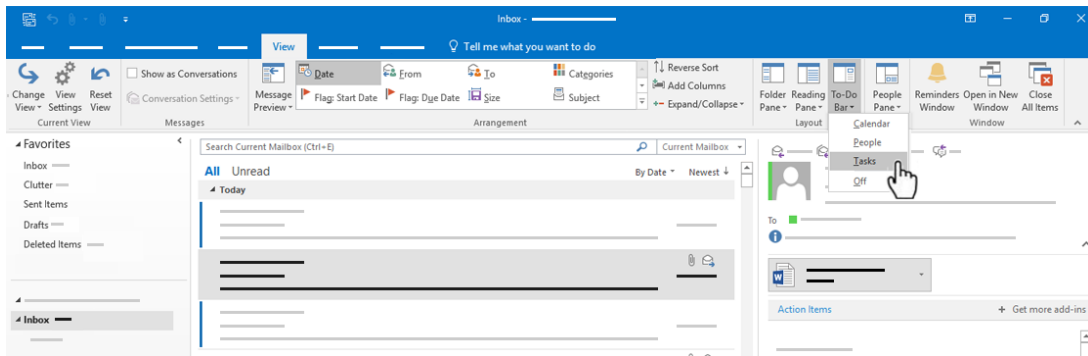 Inbox -
View
Tell me what you want to do
Change View
View Settings
Reset View
Current View
Show as Conversations
Conversation Settings
Messages
Message Preview
Date
From
To
Categories
Flag: Start Date
Flag: Due Date
Size
Subject
Reverse Sort
Add Columns
Expand/Collapse
Arrangement
Folder Pane
Reading Pane
To-Do Bar
People Pane
Layout
Reminders Window
Open in New Window
Close All Items
Window
Calendar
People
Tasks
Off
Favorites
Inbox
Clutter
Sent Items
Drafts
Deleted Items
Inbox
Search Current Mailbox (Ctrl+E)
Current Mailbox
All Unread
By Date Newest ↓
Today
To
W
Action Items
+ Get more add-ins